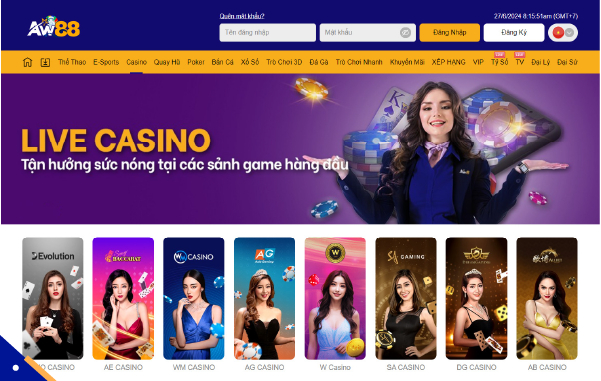 AW88
Quên mật khẩu?
27/6/2024 8:15:51am (GMT+7)
Tên đăng nhập
Mật khẩu
Đăng Nhập
Đăng Ký
Thể Thao
E-Sports
Casino
Quay Hũ
Poker
Bắn Cá
Xổ Số
Trò Chơi 3D
Đá Gà
Trò Chơi Nhanh
Khuyến Mãi
XẾP HẠNG
VIP
Tỷ Số
TV
Đại Lý
Đại Sứ
LIVE CASINO
Tận hưởng sức nóng tại các sảnh game hàng đầu
Evolution
Sexy
BACCARAT
WM CASINO
AG
Asia Gaming
W
SA GAMING
O CASINO
AE CASINO
WM CASINO
AG CASINO
W Casino
SA CASINO
DG CASINO
AB CASINO